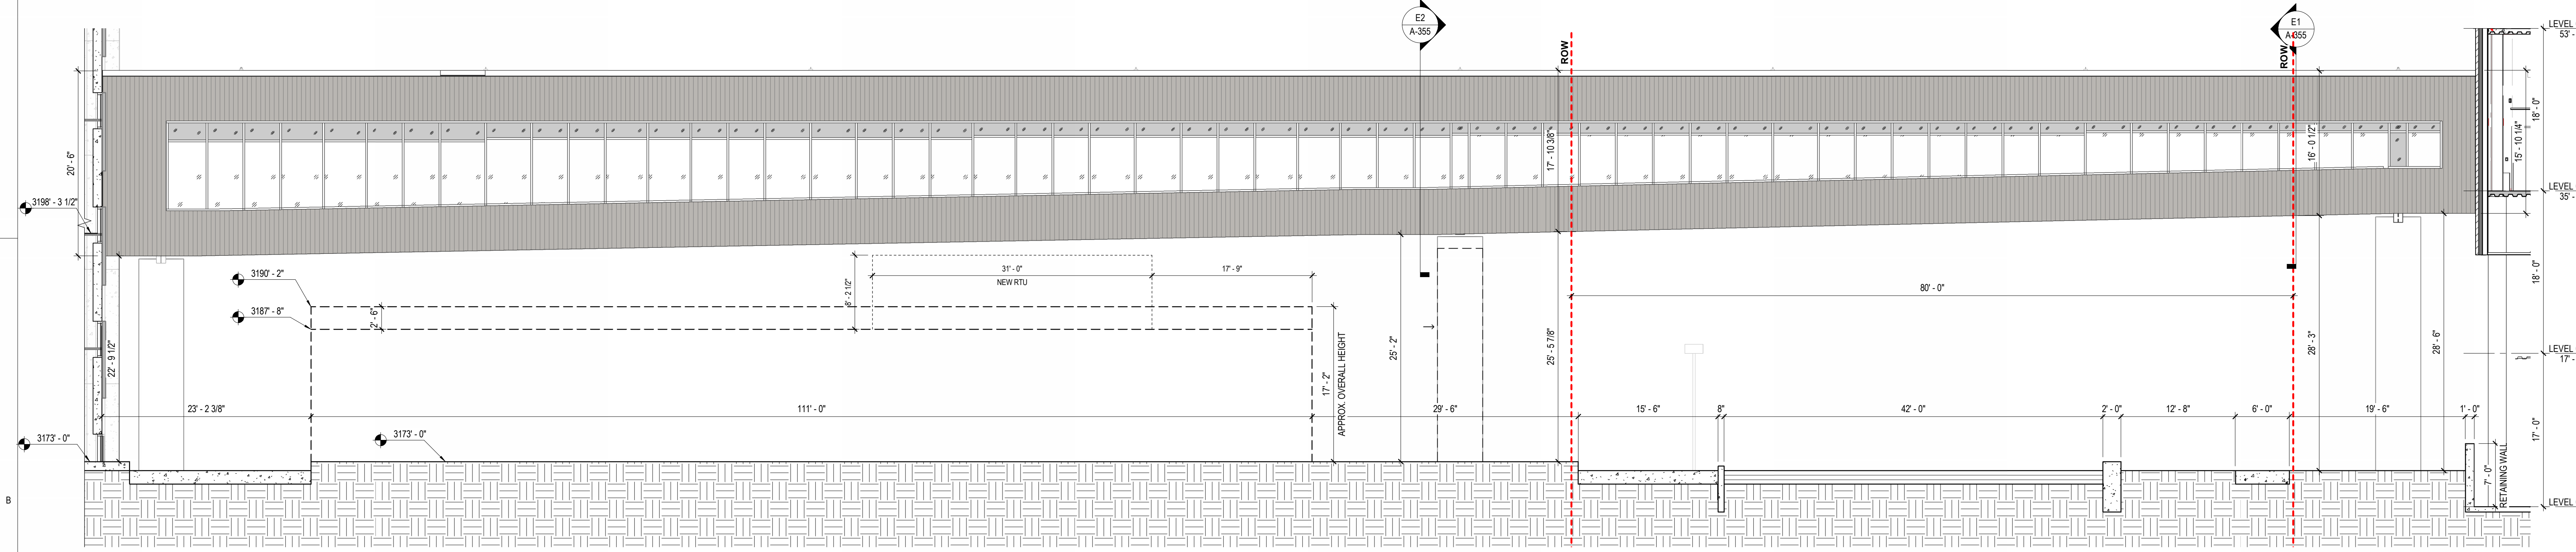 E2
A-355
E1
A-355
ROW
ROW
LEVEL
53' -
20' - 6"
17' - 10 3/8"
16' - 0 1/2"
15' - 10 1/4"
18' - 0"
3198' - 3 1/2"
LEVEL
35' -
3190' - 2"
31' - 0"
17' - 9"
NEW RTU
8' - 2 1/2"
18' - 0"
80' - 0"
3187' - 8"
2' - 6"
22' - 9 1/2"
17' - 2"
APPROX. OVERALL HEIGHT
25' - 2"
25' - 5 7/8"
28' - 3"
28' - 6"
LEVEL
17' -
23' - 2 3/8"
111' - 0"
29' - 6"
15' - 6"
8"
42' - 0"
2' - 0"
12' - 8"
6' - 0"
19' - 6"
1' - 0"
3173' - 0"
3173' - 0"
17' - 0"
7' - 0"
RETAINING WALL
B
LEVEL